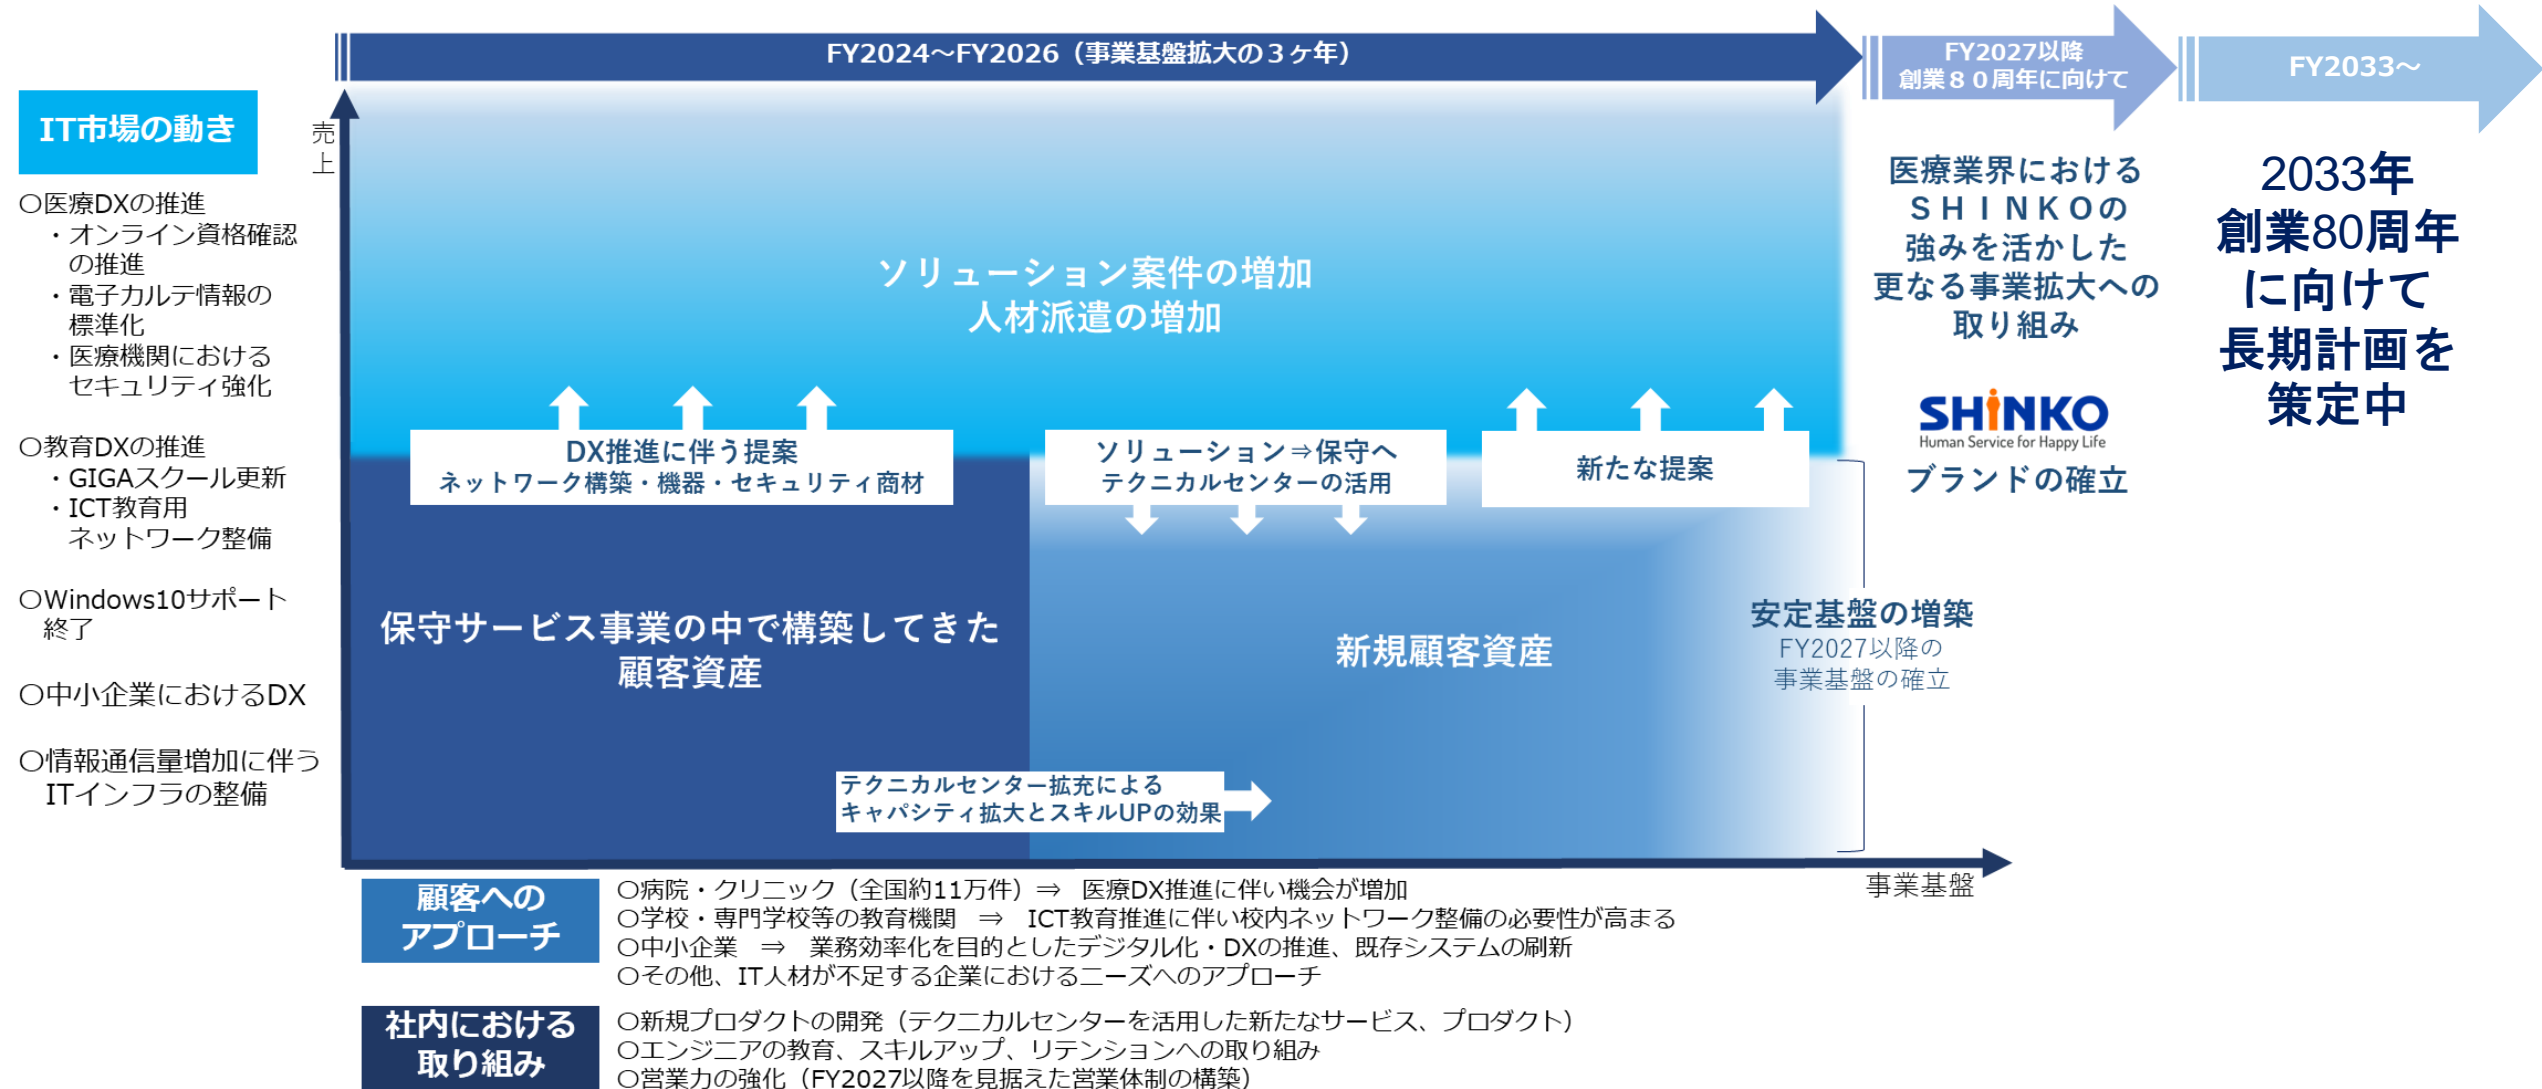 FY2024～FY2026（事業基盤拡大の３ヶ年）
FY2027以降
創業８０周年に向けて
FY2033～
IT市場の動き
〇医療DXの推進
・オンライン資格確認
の推進
・電子カルテ情報の
標準化
・医療機関における
セキュリティ強化
〇教育DXの推進
・GIGAスクール更新
・ICT教育用
ネットワーク整備
〇Windows10サポート
終了
〇中小企業におけるDX
〇情報通信量増加に伴う
ITインフラの整備
売
上
ソリューション案件の増加
人材派遣の増加
DX推進に伴う提案
ネットワーク構築・機器・セキュリティ商材
ソリューション⇒保守へ
テクニカルセンターの活用
新たな提案
保守サービス事業の中で構築してきた
顧客資産
新規顧客資産
テクニカルセンター拡充による
キャパシティ拡大とスキルUPの効果
安定基盤の増築
FY2027以降の
事業基盤の確立
事業基盤
医療業界における
ＳＨＩＮＫＯの
強みを活かした
更なる事業拡大への
取り組み
SHINKO
Human Service for Happy Life
ブランドの確立
2033年
創業80周年
に向けて
長期計画を
策定中
顧客への
アプローチ
〇病院・クリニック（全国約11万件）⇒　医療DX推進に伴い機会が増加
〇学校・専門学校等の教育機関　⇒　ICT教育推進に伴い校内ネットワーク整備の必要性が高まる
〇中小企業　⇒　業務効率化を目的としたデジタル化・DXの推進、既存システムの刷新
〇その他、IT人材が不足する企業におけるニーズへのアプローチ
社内における
取り組み
〇新規プロダクトの開発（テクニカルセンターを活用した新たなサービス、プロダクト）
〇エンジニアの教育、スキルアップ、リテンションへの取り組み
〇営業力の強化（FY2027以降を見据えた営業体制の構築）